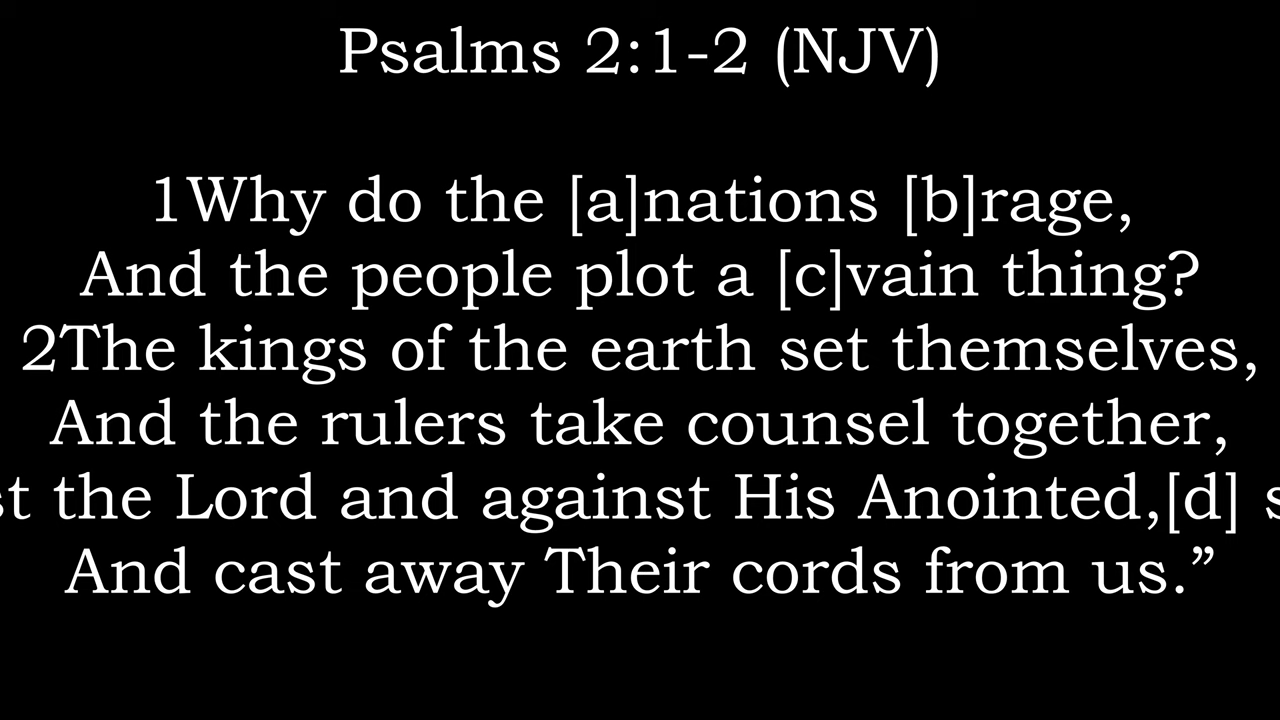 Psalms 2:1-2 (NJV)
1Why do the [a]nations [b]rage,
And the people plot a [c]vain thing?
2The kings of the earth set themselves,
And the rulers take counsel together,
the Lord and against His Anointed,[d]
And cast away Their cords from us.”